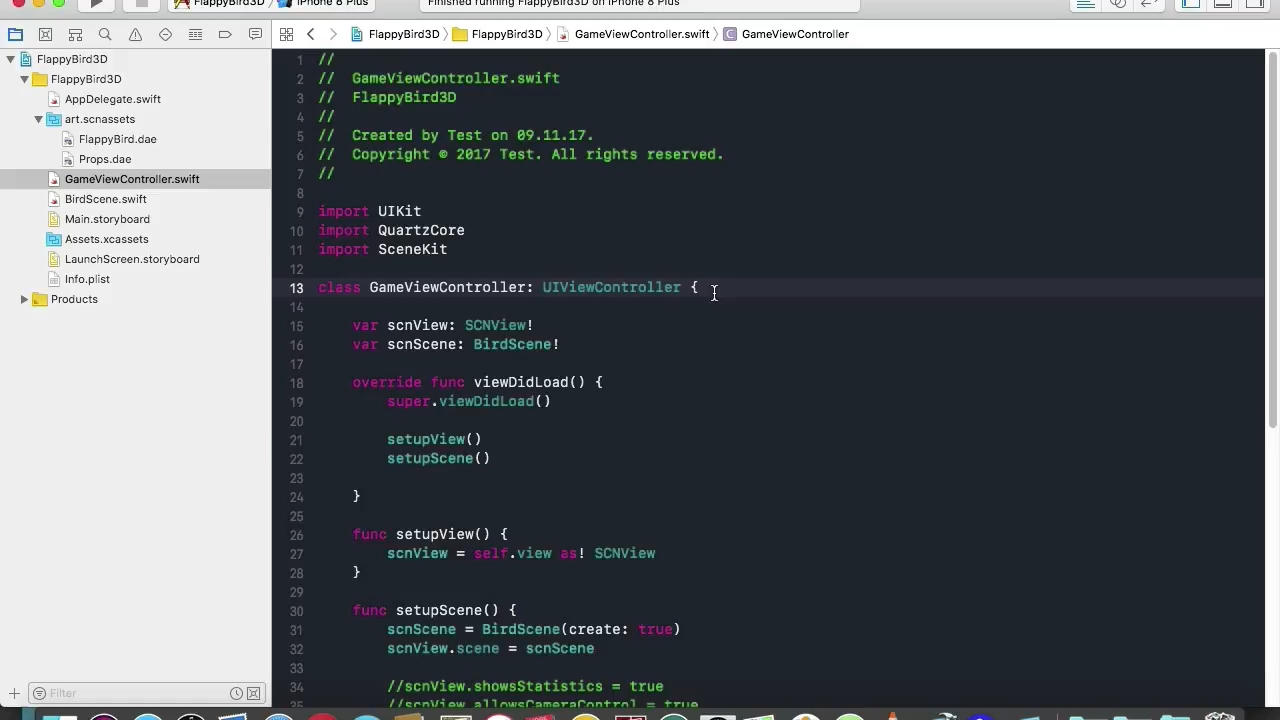 FlappyBird3D iPhone 8 Plus
Finished running FlappyBird3D on iPhone 8 Plus
FlappyBird3D FlappyBird3D GameViewController.swift GameViewController
FlappyBird3D
FlappyBird3D
AppDelegate.swift
art.scnassets
FlappyBird.dae
Props.dae
GameViewController.swift
BirdScene.swift
Main.storyboard
Assets.xcassets
LaunchScreen.storyboard
Info.plist
Products
Filter
1 //
2 // GameViewController.swift
3 // FlappyBird3D
4 //
5 // Created by Test on 09.11.17.
6 // Copyright © 2017 Test. All rights reserved.
7 //
8
9 import UIKit
10 import QuartzCore
11 import SceneKit
12
13 class GameViewController: UIViewController {
14
15 var scnView: SCNView!
16 var scnScene: BirdScene!
17
18 override func viewDidLoad() {
19 super.viewDidLoad()
20
21 setupView()
22 setupScene()
23
24 }
25
26 func setupView() {
27 scnView = self.view as! SCNView
28 }
29
30 func setupScene() {
31 scnScene = BirdScene(create: true)
32 scnView.scene = scnScene
33
34 //scnView.showsStatistics = true
35 //scnView.allowsCameraControl = true